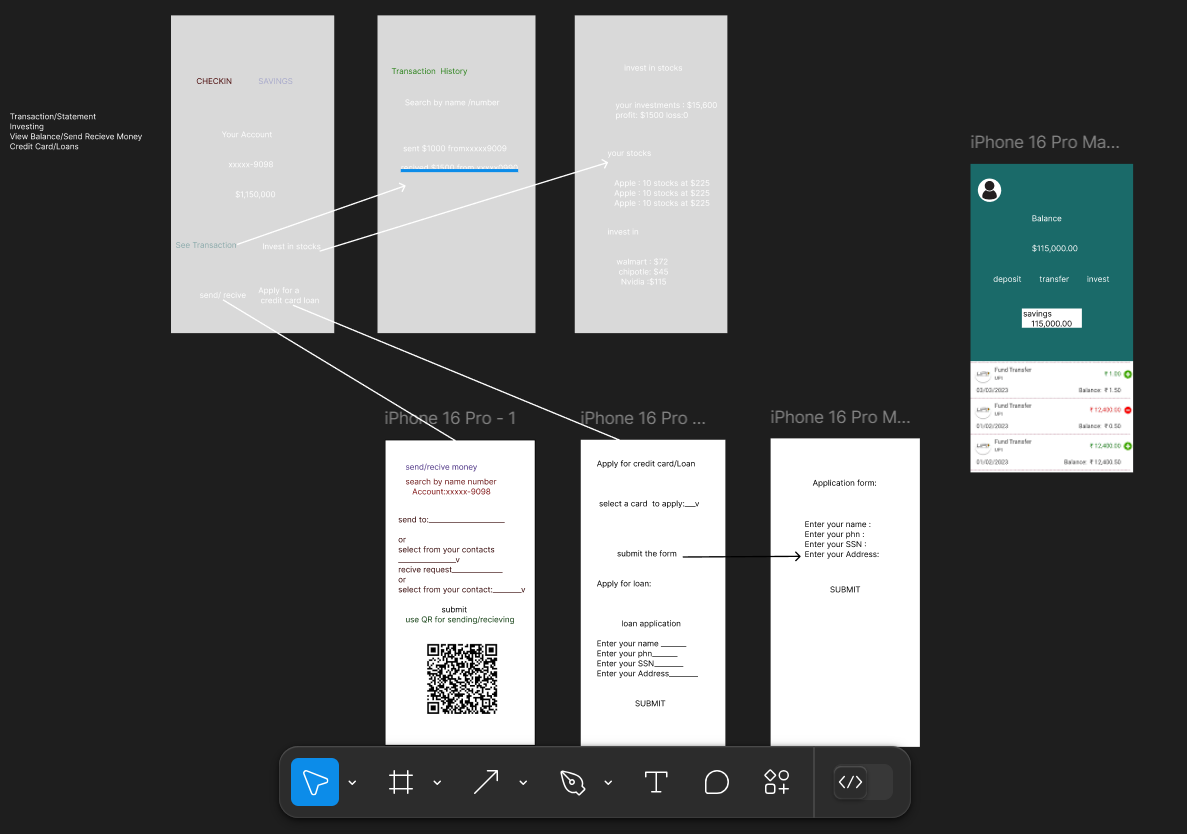 Transaction/Statement
Investing
View Balance/Send Recieve Money
Credit Card/Loans
CHECKIN SAVINGS
Your Account
xxxxx-9098
$1,150,000
See Transaction
invest in stocks
send/ recive
Apply for a
credit card loan
Transaction History
Search by name /number
sent $1000 fromxxxxx9009
recived $1500 from xxxxx0990
invest in stocks
your investments : $15,600
profit: $1500 loss:0
your stocks
Apple : 10 stocks at $225
Apple : 10 stocks at $225
Apple : 10 stocks at $225
invest in
walmart : $72
chipotle: $45
Nvidia :$115
iPhone 16 Pro Ma...
Balance
$115,000.00
deposit transfer invest
savings
115,000.00
Fund Transfer
UPI
₹ 1.00
03/03/2023 Balance: ₹ 1.50
Fund Transfer
UPI
₹ 12,400.00
01/02/2023 Balance: ₹ 0.50
Fund Transfer
UPI
₹ 12,400.00
01/02/2023 Balance: ₹ 12,400.50
iPhone 16 Pro - 1
send/recive money
search by name number
Account:xxxxx-9098
send to:___________________
or
select from your contacts
______________v
recive request____________
or
select from your contact:_______v
submit
use QR for sending/recieving
iPhone 16 Pro ...
Apply for credit card/Loan
select a card to apply:___v
submit the form
Apply for loan:
loan application
Enter your name ______
Enter your phn______
Enter your SSN_______
Enter your Address_______
SUBMIT
iPhone 16 Pro M...
Application form:
Enter your name :
Enter your phn :
Enter your SSN :
Enter your Address:
SUBMIT